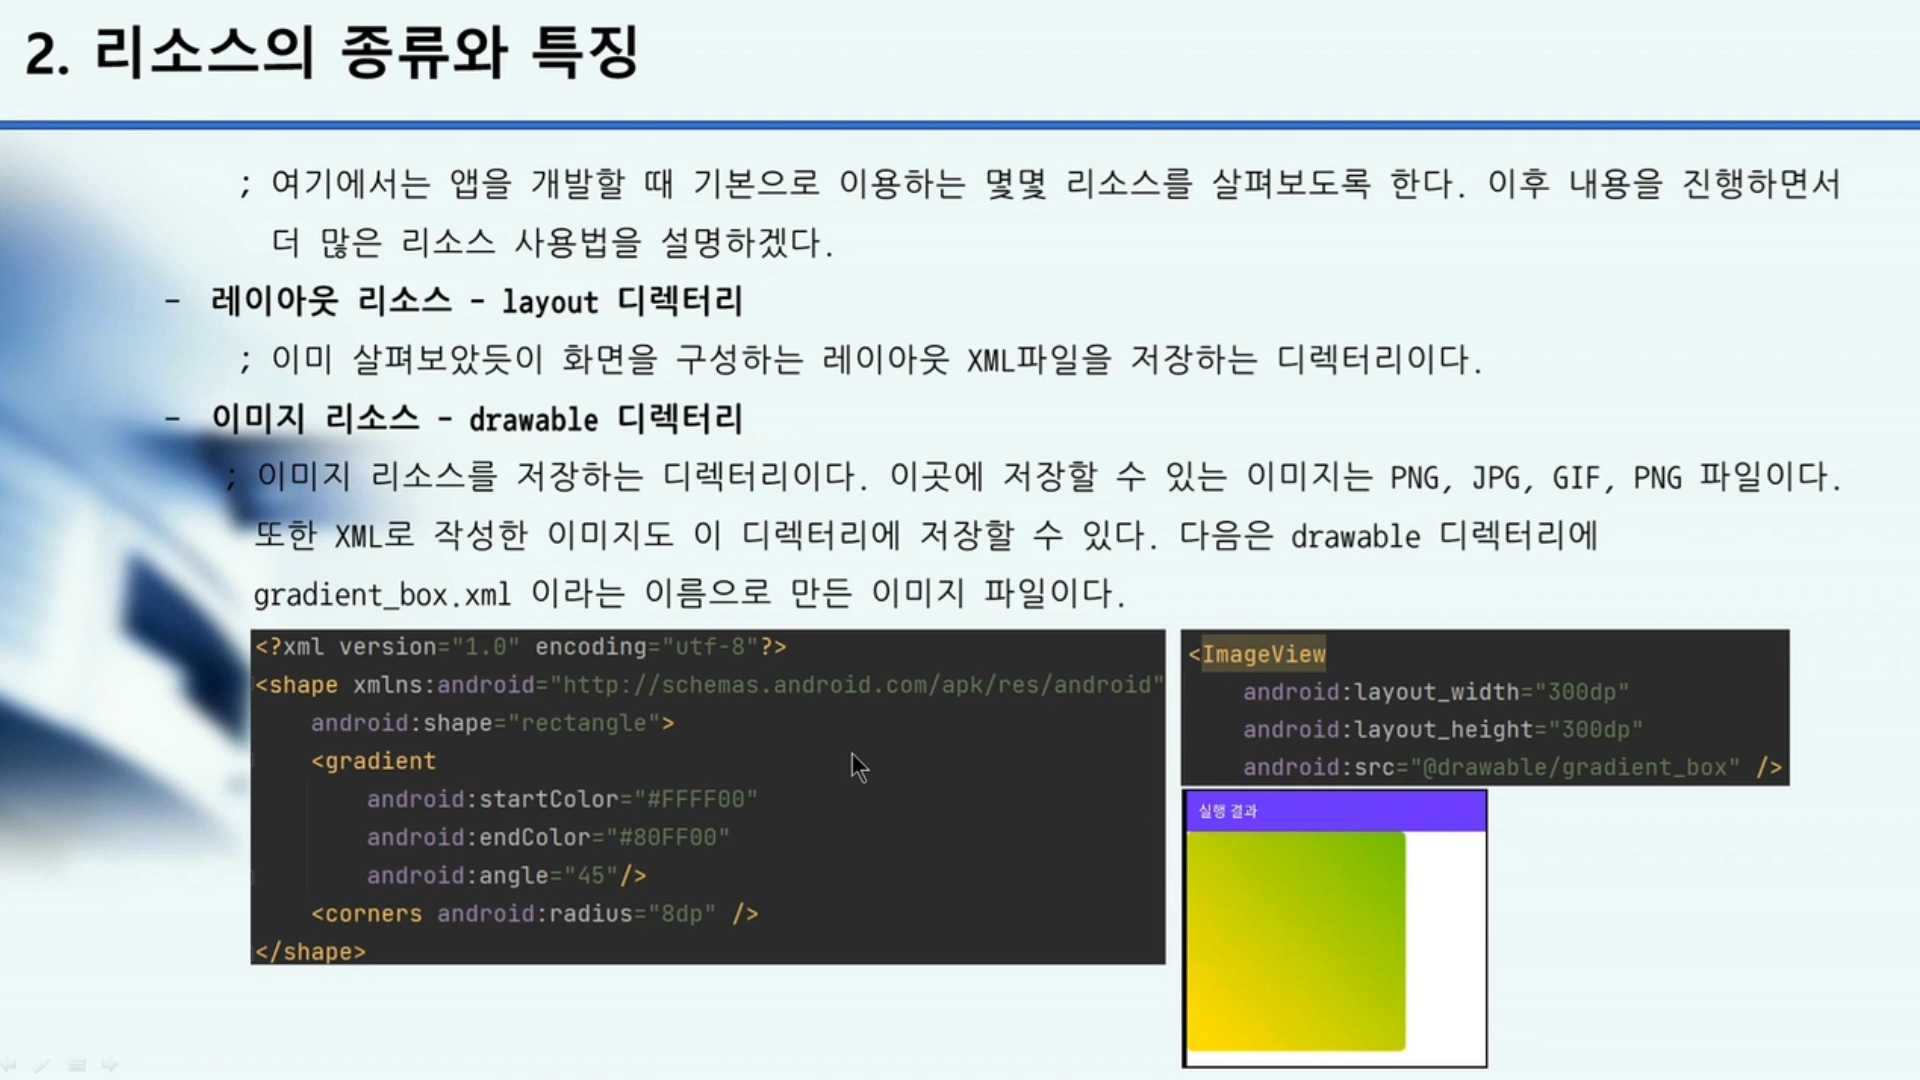 2. 리소스의 종류와 특징
; 여기에서는 앱을 개발할 때 기본으로 이용하는 몇몇 리소스를 살펴보도록 한다. 이후 내용을 진행하면서
더 많은 리소스 사용법을 설명하겠다.
- 레이아웃 리소스 - layout 디렉터리
; 이미 살펴보았듯이 화면을 구성하는 레이아웃 XML파일을 저장하는 디렉터리이다.
- 이미지 리소스 - drawable 디렉터리
; 이미지 리소스를 저장하는 디렉터리이다. 이곳에 저장할 수 있는 이미지는 PNG, JPG, GIF, PNG 파일이다.
또한 XML로 작성한 이미지도 이 디렉터리에 저장할 수 있다. 다음은 drawable 디렉터리에
gradient_box.xml 이라는 이름으로 만든 이미지 파일이다.
<?xml version="1.0" encoding="utf-8"?>
<shape xmlns:android="http://schemas.android.com/apk/res/android"
    android:shape="rectangle">
    <gradient
        android:startColor="#FFFF00"
        android:endColor="#80FF00"
        android:angle="45"/>
    <corners android:radius="8dp" />
</shape>
<ImageView
    android:layout_width="300dp"
    android:layout_height="300dp"
    android:src="@drawable/gradient_box" />
실행 결과